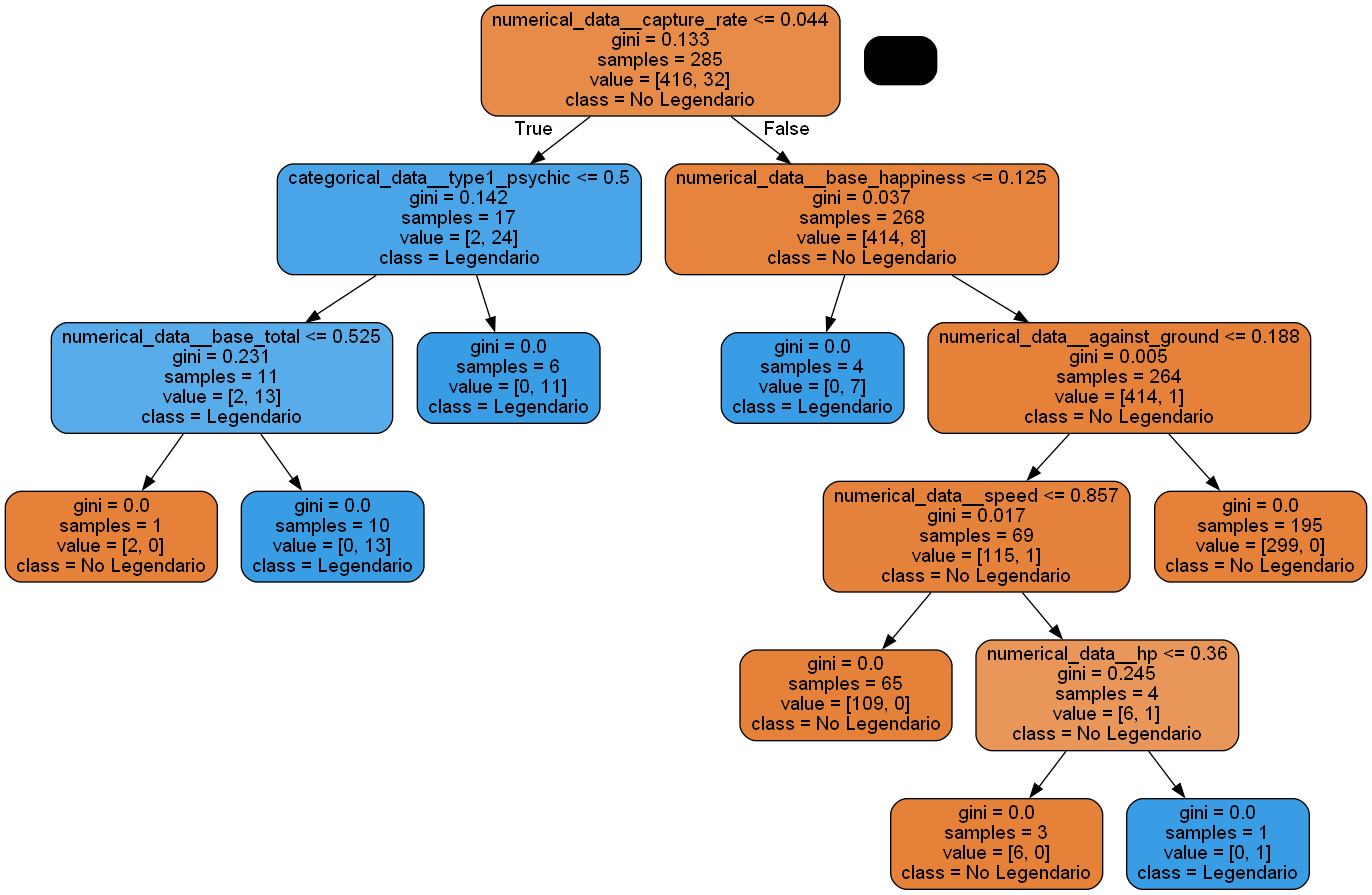 numerical_data__capture_rate <= 0.044
gini = 0.133
samples = 285
value = [416, 32]
class = No Legendario
True
False
categorical_data__type1_psychic <= 0.5
gini = 0.142
samples = 17
value = [2, 24]
class = Legendario
numerical_data__base_happiness <= 0.125
gini = 0.037
samples = 268
value = [414, 8]
class = No Legendario
numerical_data__base_total <= 0.525
gini = 0.231
samples = 11
value = [2, 13]
class = Legendario
gini = 0.0
samples = 6
value = [0, 11]
class = Legendario
gini = 0.0
samples = 4
value = [0, 7]
class = Legendario
numerical_data__against_ground <= 0.188
gini = 0.005
samples = 264
value = [414, 1]
class = No Legendario
gini = 0.0
samples = 1
value = [2, 0]
class = No Legendario
gini = 0.0
samples = 10
value = [0, 13]
class = Legendario
numerical_data__speed <= 0.857
gini = 0.017
samples = 69
value = [115, 1]
class = No Legendario
gini = 0.0
samples = 195
value = [299, 0]
class = No Legendario
gini = 0.0
samples = 65
value = [109, 0]
class = No Legendario
numerical_data__hp <= 0.36
gini = 0.245
samples = 4
value = [6, 1]
class = No Legendario
gini = 0.0
samples = 3
value = [6, 0]
class = No Legendario
gini = 0.0
samples = 1
value = [0, 1]
class = Legendario